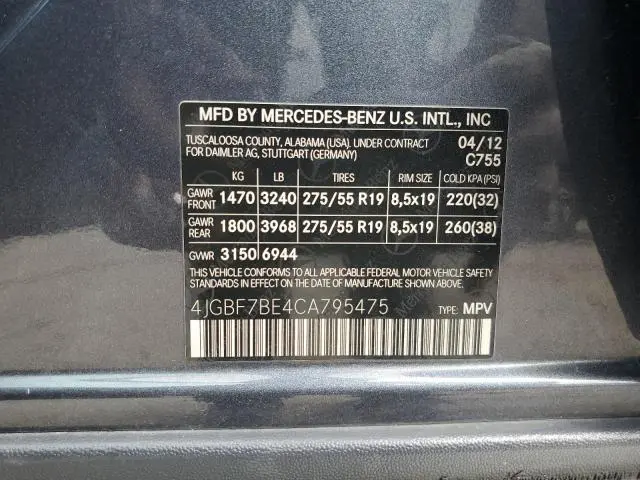 MFD BY MERCEDES-BENZ U.S. INTL., INC
TUSCALOOSA COUNTY, ALABAMA (USA), UNDER CONTRACT 04/12
FOR DAIMLER AG, STUTTGART (GERMANY) C755
KG LB TIRES RIM SIZE COLD KPA(PSI)
GAWR FRONT 1470 3240 275/55 R19 8,5x19 220(32)
GAWR REAR 1800 3968 275/55 R19 8,5x19 260(38)
GVWR 3150 6944
THIS VEHICLE CONFORMS TO ALL APPLICABLE FEDERAL MOTOR VEHICLE SAFETY
STANDARDS IN EFFECT ON THE DATE OF MANUFACTURE SHOWN ABOVE.
4JGBF7BE4CA795475 TYPE: MPV